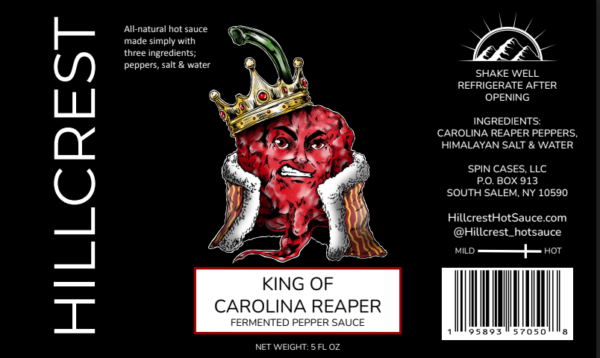 HILLCREST
All-natural hot sauce
made simply with
three ingredients;
peppers, salt & water
KING OF
CAROLINA REAPER
FERMENTED PEPPER SAUCE
NET WEIGHT: 5 FL OZ
SHAKE WELL
REFRIGERATE AFTER
OPENING
INGREDIENTS:
CAROLINA REAPER PEPPERS,
HIMALAYAN SALT & WATER
SPIN CASES, LLC
P.O. BOX 913
SOUTH SALEM, NY 10590
HillcrestHotSauce.com
@Hillcrest_hotsauce
MILD HOT
1 95893 57050 8